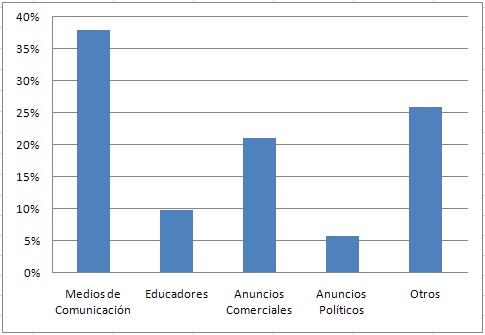 40%
35%
30%
25%
20%
15%
10%
5%
0%
Medios de
Comunicación
Educadores
Anuncios
Comerciales
Anuncios
Políticos
Otros